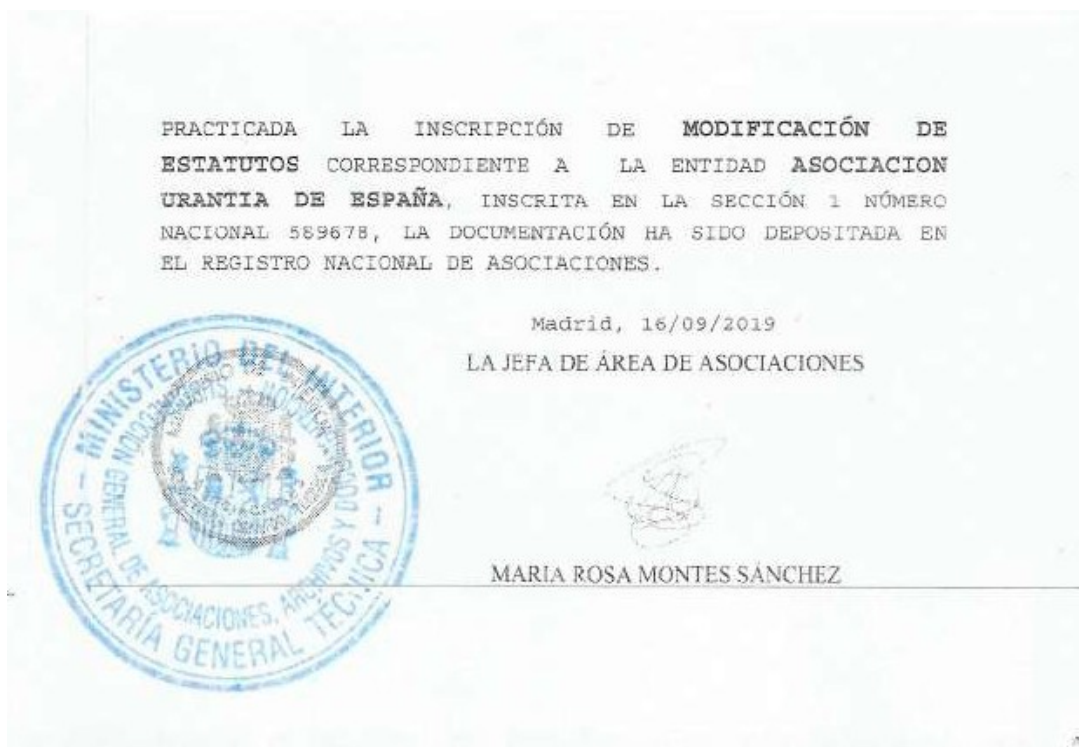 PRACTICADA LA INSCRIPCIÓN DE MODIFICACIÓN DE
ESTATUTOS CORRESPONDIENTE A LA ENTIDAD ASOCIACION
URANTIA DE ESPAÑA, INSCRITA EN LA SECCIÓN 1 NÚMERO
NACIONAL 589678, LA DOCUMENTACIÓN HA SIDO DEPOSITADA EN
EL REGISTRO NACIONAL DE ASOCIACIONES.
Madrid, 16/09/2019
LA JEFA DE ÁREA DE ASOCIACIONES
MINISTERIO DEL INTERIOR
SECRETARÍA GENERAL TÉCNICA
GENERAL DE ASOCIACIONES, ARCHIVOS Y
MARÍA ROSA MONTES SÁNCHEZ